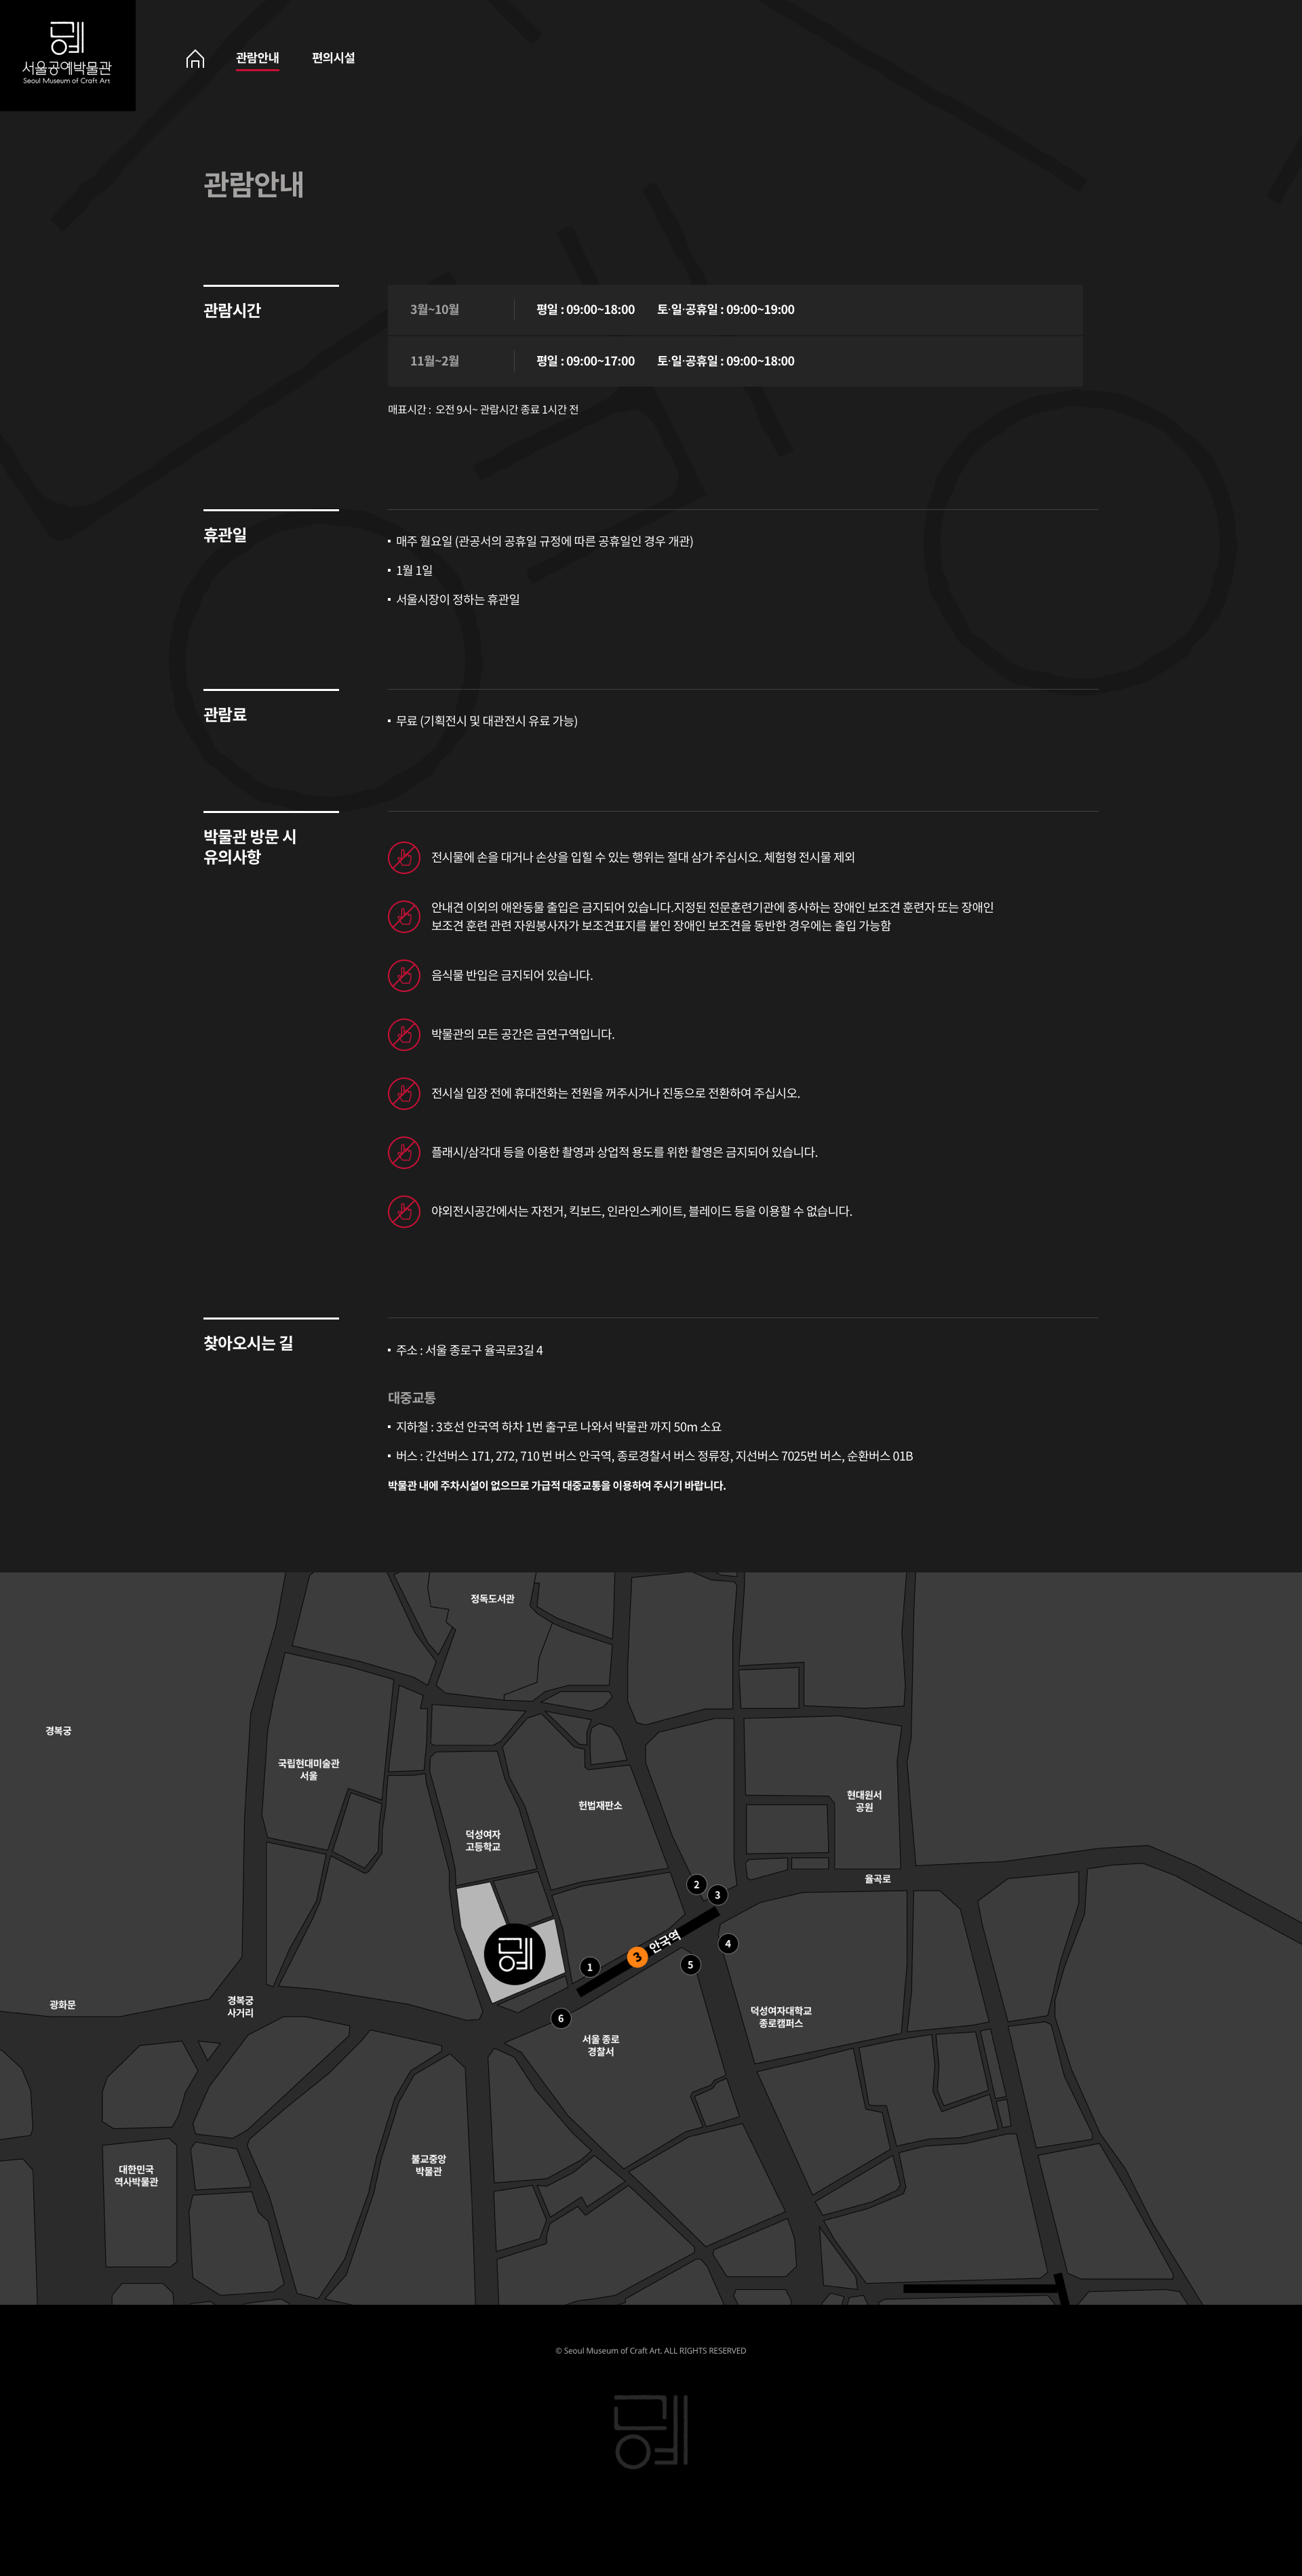 공예
서울공예박물관
Seoul Museum of Craft Art
관람안내 편의시설
관람안내
관람시간
3월~10월 평일 : 09:00~18:00 토·일·공휴일 : 09:00~19:00
11월~2월 평일 : 09:00~17:00 토·일·공휴일 : 09:00~18:00
매표시간 : 오전 9시~ 관람시간 종료 1시간 전
휴관일
매주 월요일 (관공서의 공휴일 규정에 따른 공휴일인 경우 개관)
1월 1일
서울시장이 정하는 휴관일
관람료
무료 (기획전시 및 대관전시 유료 가능)
박물관 방문 시
유의사항
전시물에 손을 대거나 손상을 입힐 수 있는 행위는 절대 삼가 주십시오. 체험형 전시물 제외
안내견 이외의 애완동물 출입은 금지되어 있습니다.지정된 전문훈련기관에 종사하는 장애인 보조견 훈련자 또는 장애인
보조견 훈련 관련 자원봉사자가 보조견표지를 붙인 장애인 보조견을 동반한 경우에는 출입 가능함
음식물 반입은 금지되어 있습니다.
박물관의 모든 공간은 금연구역입니다.
전시실 입장 전에 휴대전화는 전원을 꺼주시거나 진동으로 전환하여 주십시오.
플래시/삼각대 등을 이용한 촬영과 상업적 용도를 위한 촬영은 금지되어 있습니다.
야외전시공간에서는 자전거, 킥보드, 인라인스케이트, 블레이드 등을 이용할 수 없습니다.
찾아오시는 길
주소 : 서울 종로구 율곡로3길 4
대중교통
지하철 : 3호선 안국역 하차 1번 출구로 나와서 박물관 까지 50m 소요
버스 : 간선버스 171, 272, 710 번 버스 안국역, 종로경찰서 버스 정류장, 지선버스 7025번 버스, 순환버스 01B
박물관 내에 주차시설이 없으므로 가급적 대중교통을 이용하여 주시기 바랍니다.
정독도서관
경복궁
국립현대미술관
서울
현대원서
공원
헌법재판소
덕성여자
고등학교
율곡로
2
3
4
안국역
3
5
1
공예
광화문
경복궁
사거리
6
덕성여자대학교
종로캠퍼스
서울 종로
경찰서
불교중앙
박물관
대한민국
역사박물관
© Seoul Museum of Craft Art. ALL RIGHTS RESERVED
공예